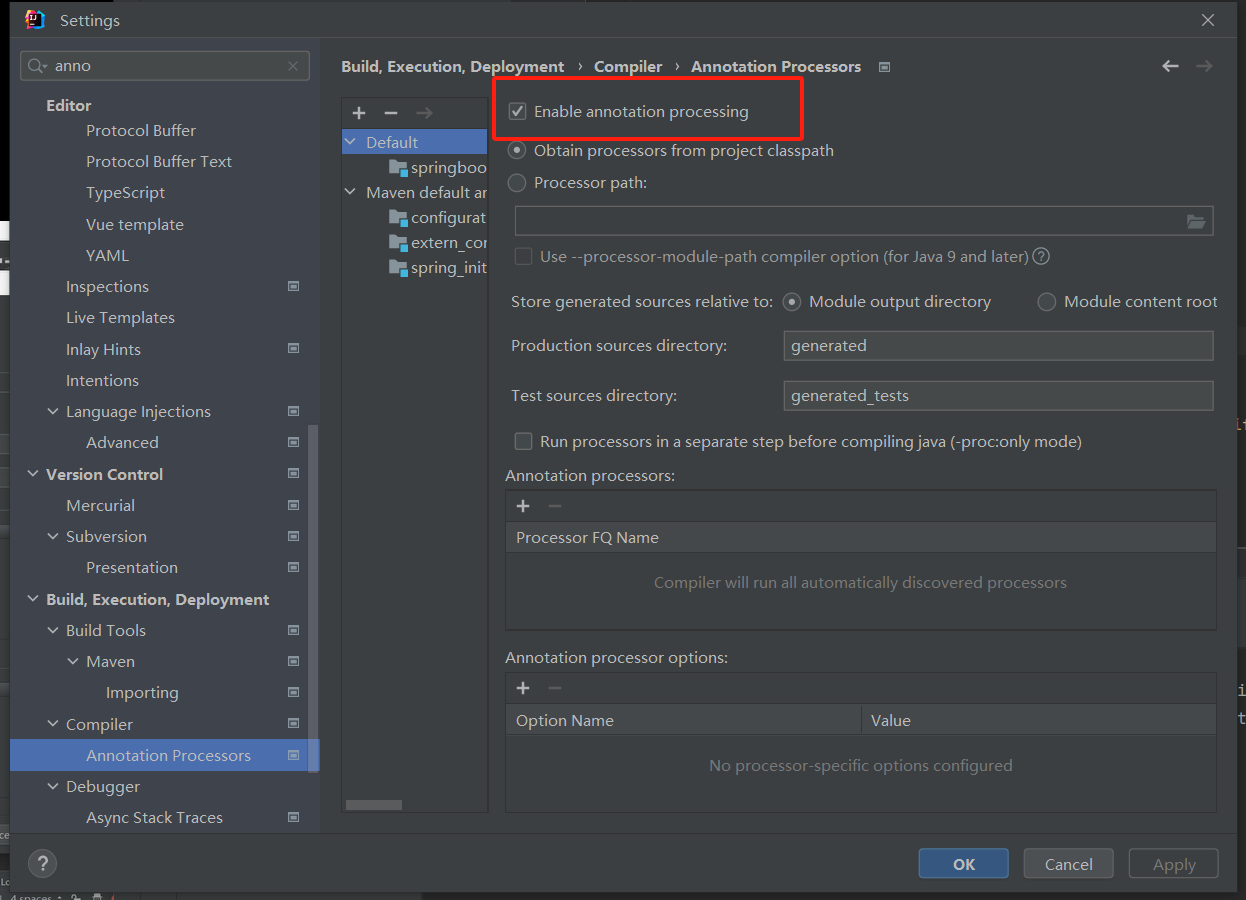 Settings
anno
Editor
Protocol Buffer
Protocol Buffer Text
TypeScript
Vue template
YAML
Inspections
Live Templates
Inlay Hints
Intentions
Language Injections
Advanced
Version Control
Mercurial
Subversion
Presentation
Build, Execution, Deployment
Build Tools
Maven
Importing
Compiler
Annotation Processors
Debugger
Async Stack Traces
Build, Execution, Deployment › Compiler › Annotation Processors
Default
springboo
Maven default an
configurat
extern_cor
spring_init
Enable annotation processing
Obtain processors from project classpath
Processor path:
Use --processor-module-path compiler option (for Java 9 and later)
Store generated sources relative to: Module output directory Module content root
Production sources directory: generated
Test sources directory: generated_tests
Run processors in a separate step before compiling java (-proc:only mode)
Annotation processors:
Processor FQ Name
Compiler will run all automatically discovered processors
Annotation processor options:
Option Name Value
No processor-specific options configured
? OK Cancel Apply
4 spaces